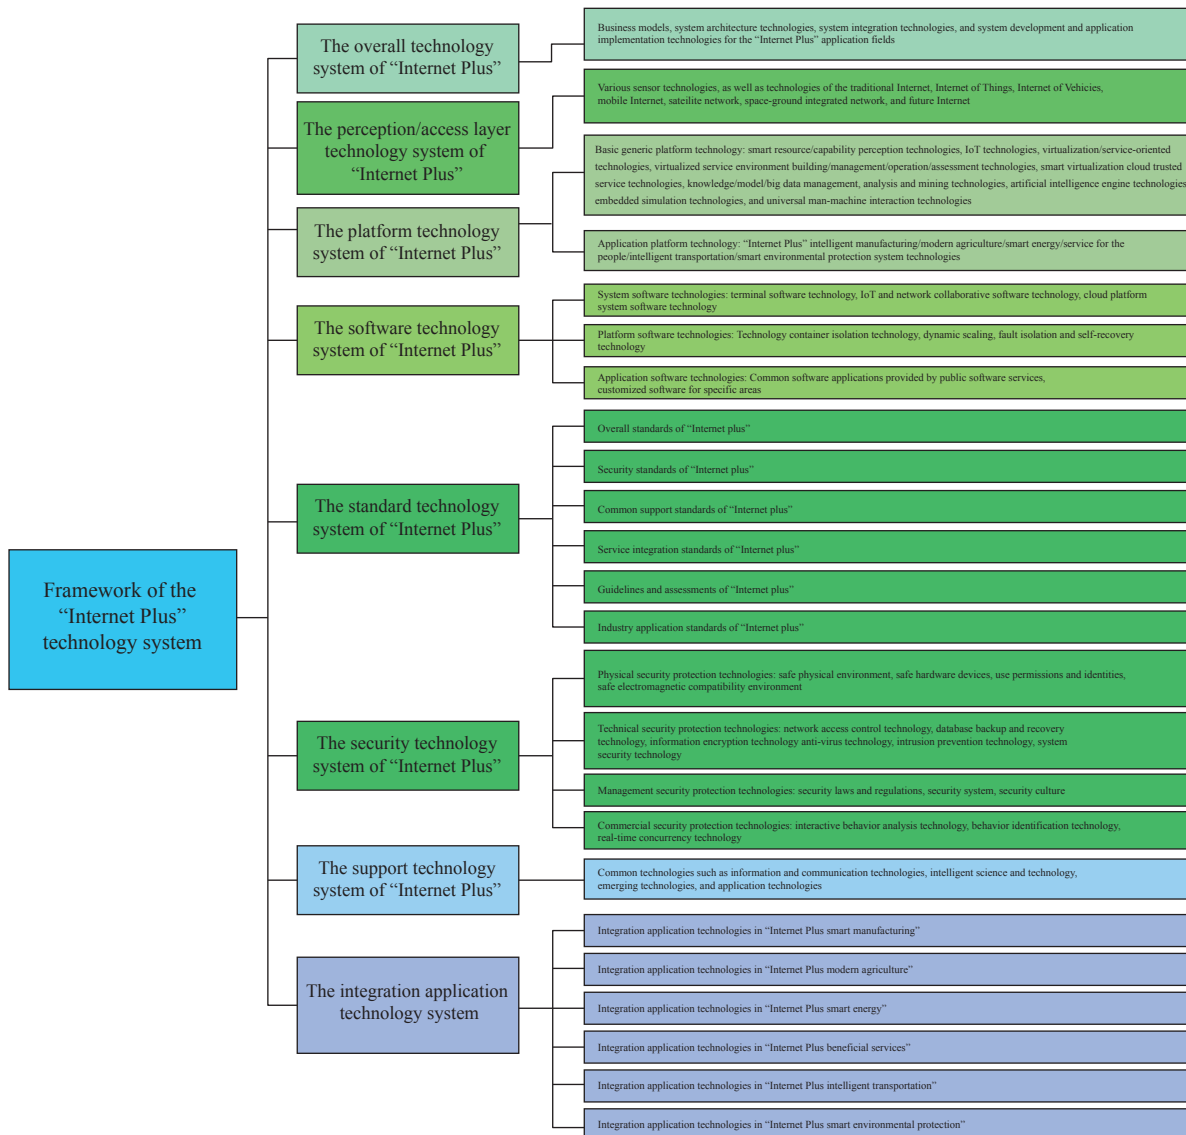 Framework of the
“Internet Plus”
technology system
The overall technology
system of “Internet Plus”
Business models, system architecture technologies, system integration technologies, and system development and application
implementation technologies for the “Internet Plus” application fields
The perception/access layer
technology system of
“Internet Plus”
Various sensor technologies, as well as technologies of the traditional Internet, Internet of Things, Internet of Vehicies,
mobile Internet, sateilite network, space-ground integrated network, and future Internet
The platform technology
system of “Internet Plus”
Basic generic platform technology: smart resource/capability perception technologies, IoT technologies, virtualization/service-oriented
technologies, virtualized service environment building/management/operation/assessment technologies, smart virtualization cloud trusted
service technologies, knowledge/model/big data management, analysis and mining technologies, artificial intelligence engine technologies
embedded simulation technologies, and universal man-machine interaction technologies
Application platform technology: “Internet Plus” intelligent manufacturing/modern agriculture/smart energy/service for the
people/intelligent transportation/smart environmental protection system technologies
The software technology
system of “Internet Plus”
System software technologies: terminal software technology, IoT and network collaborative software technology, cloud platform
system software technology
Platform software technologies: Technology container isolation technology, dynamic scaling, fault isolation and self-recovery
technology
Application software technologies: Common software applications provided by public software services,
customized software for specific areas
The standard technology
system of “Internet Plus”
Overall standards of “Internet plus”
Security standards of “Internet plus”
Common support standards of “Internet plus”
Service integration standards of “Internet plus”
Guidelines and assessments of “Internet plus”
Industry application standards of “Internet plus”
The security technology
system of “Internet Plus”
Physical security protection technologies: safe physical environment, safe hardware devices, use permissions and identities,
safe electromagnetic compatibility environment
Technical security protection technologies: network access control technology, database backup and recovery
technology, information encryption technology anti-virus technology, intrusion prevention technology, system
security technology
Management security protection technologies: security laws and regulations, security system, security culture
Commercial security protection technologies: interactive behavior analysis technology, behavior identification technology,
real-time concurrency technology
The support technology
system of “Internet Plus”
Common technologies such as information and communication technologies, intelligent science and technology,
emerging technologies, and application technologies
The integration application
technology system
Integration application technologies in “Internet Plus smart manufacturing”
Integration application technologies in “Internet Plus modern agriculture”
Integration application technologies in “Internet Plus smart energy”
Integration application technologies in “Internet Plus beneficial services”
Integration application technologies in “Internet Plus intelligent transportation”
Integration application technologies in “Internet Plus smart environmental protection”